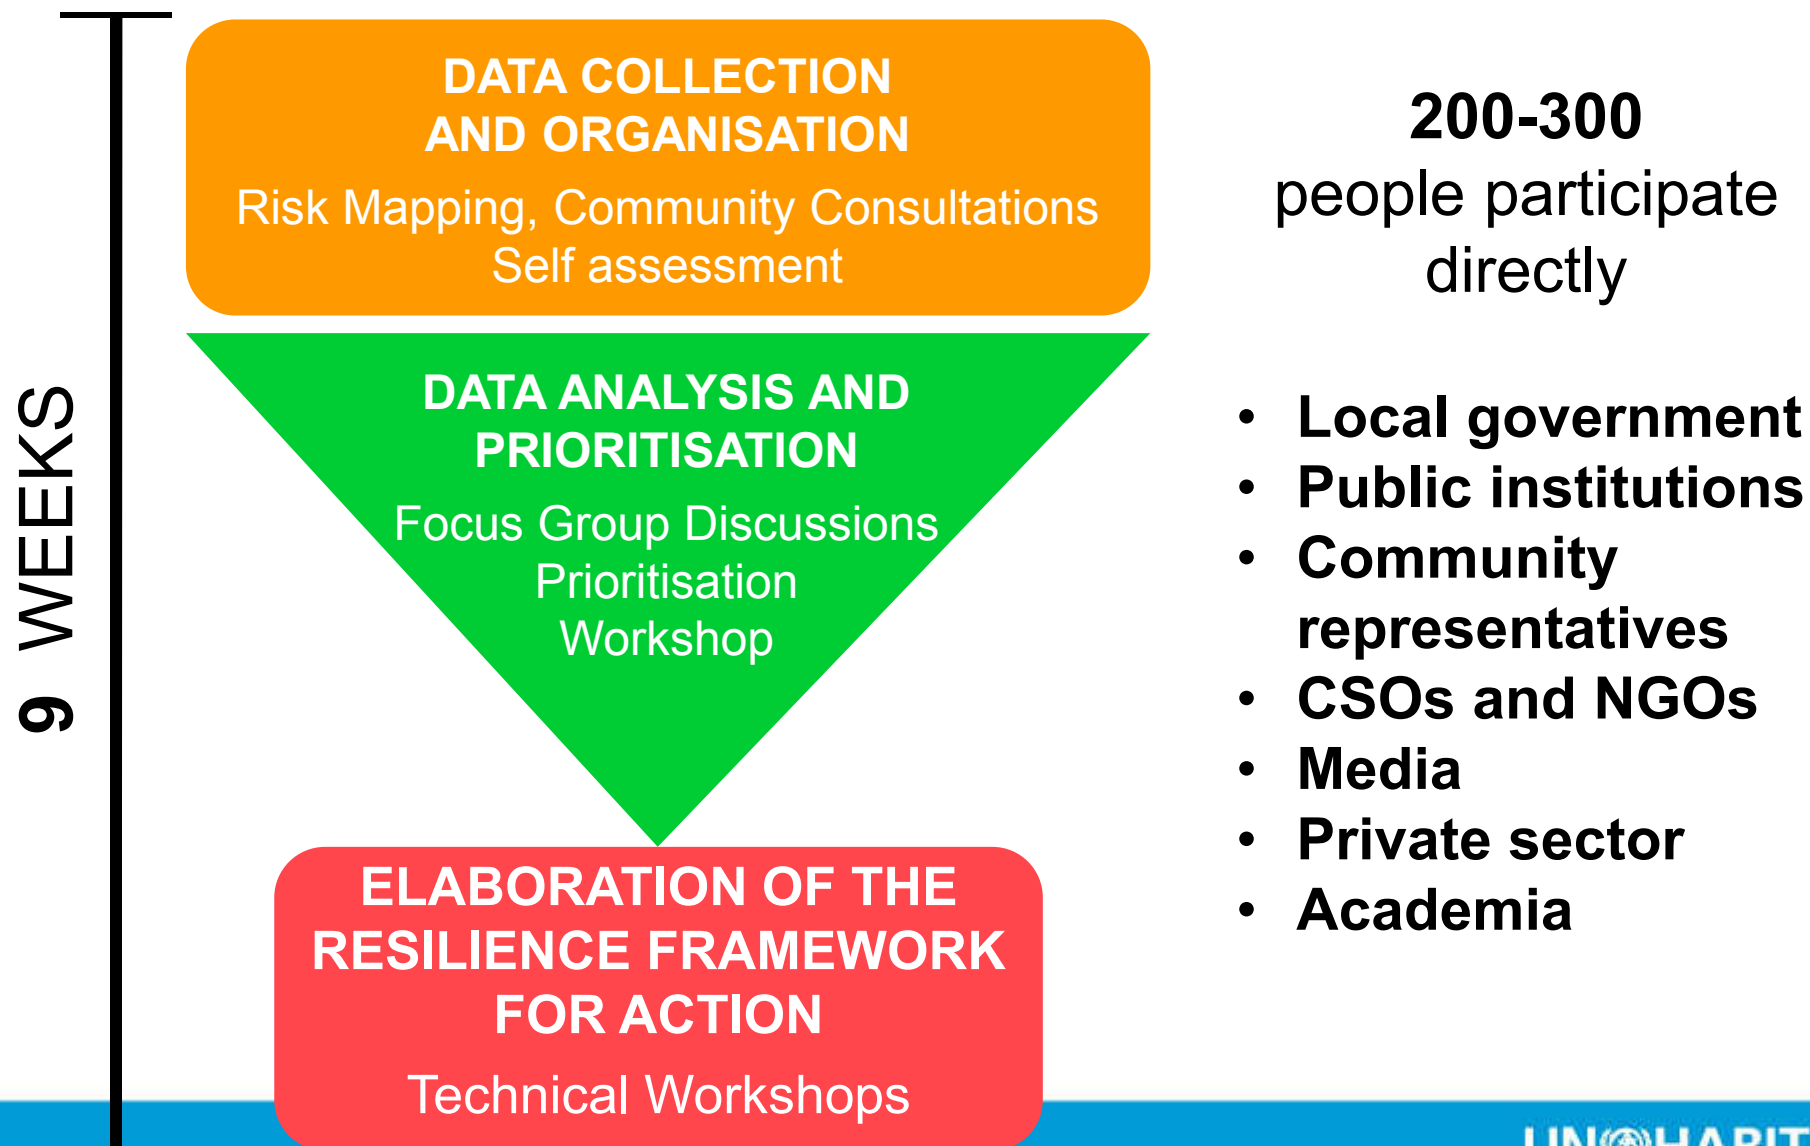 9 WEEKS
DATA COLLECTION
AND ORGANISATION
Risk Mapping, Community Consultations
Self assessment
DATA ANALYSIS AND
PRIORITISATION
Focus Group Discussions
Prioritisation
Workshop
ELABORATION OF THE
RESILIENCE FRAMEWORK
FOR ACTION
Technical Workshops
200-300
people participate
directly
• Local government
• Public institutions
• Community
representatives
• CSOs and NGOs
• Media
• Private sector
• Academia
UN HABIT